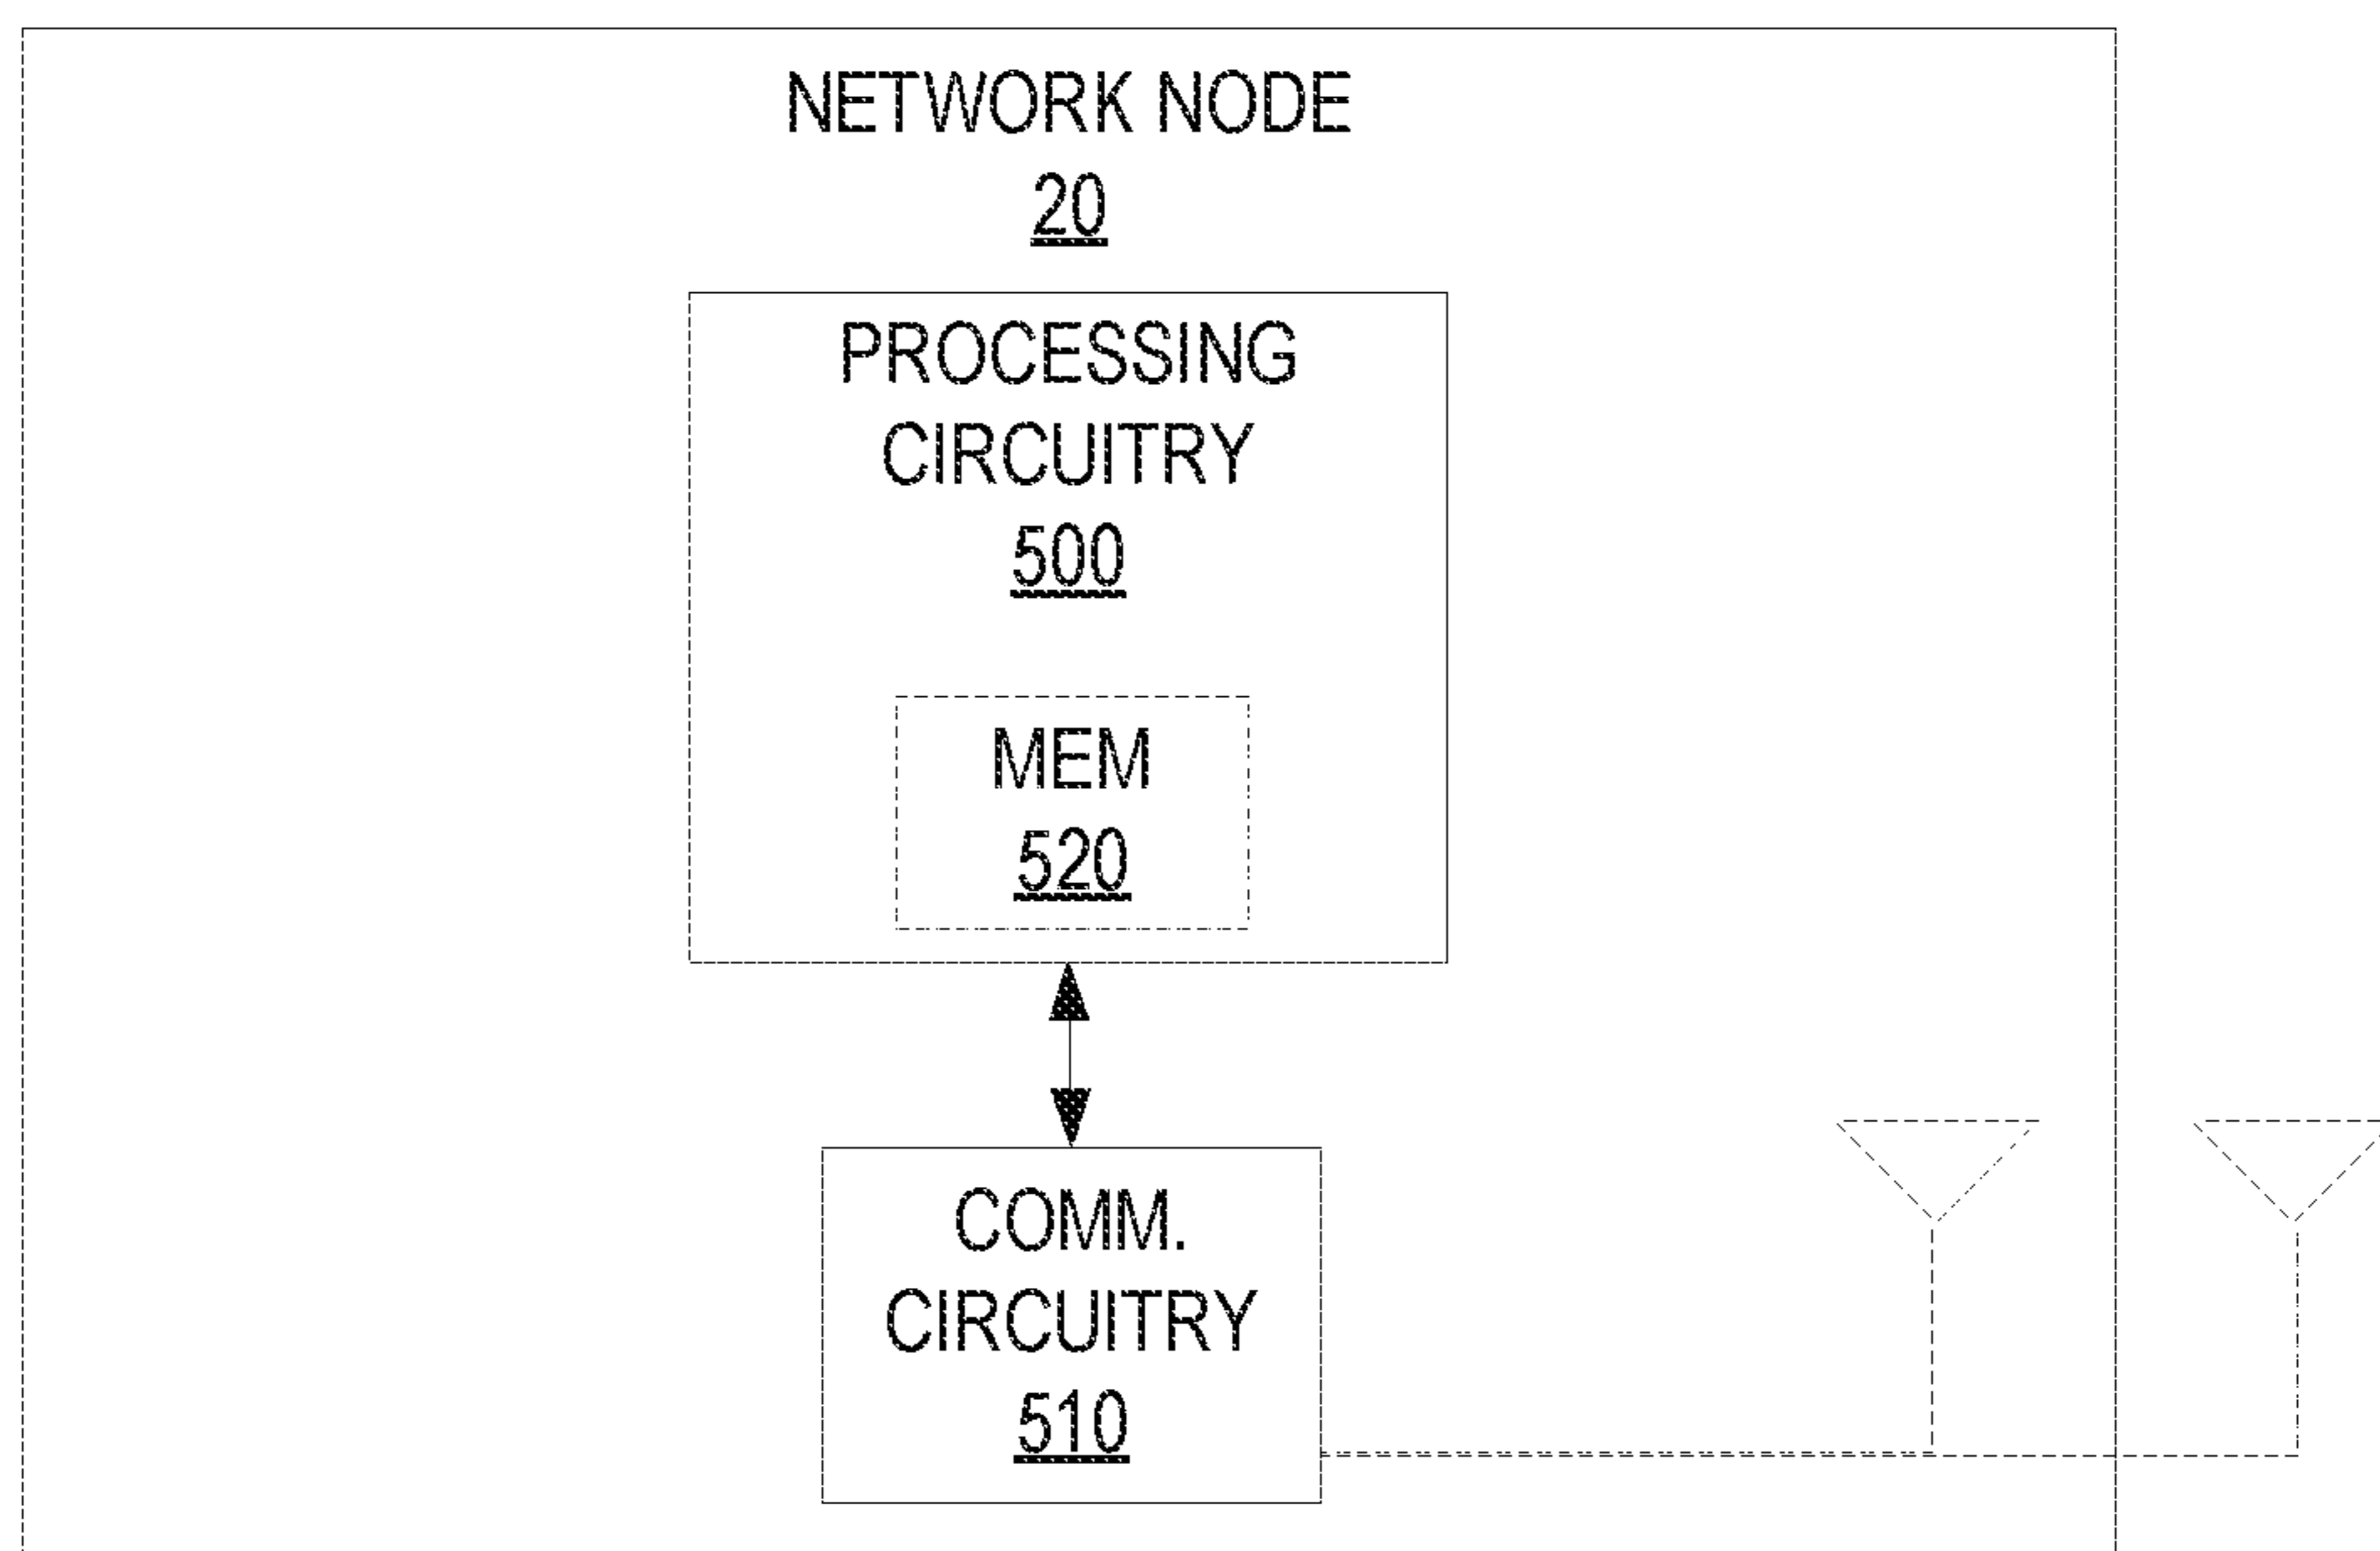 NETWORK NODE
20
PROCESSING
CIRCUITRY
500
MEM
520
COMM.
CIRCUITRY
510